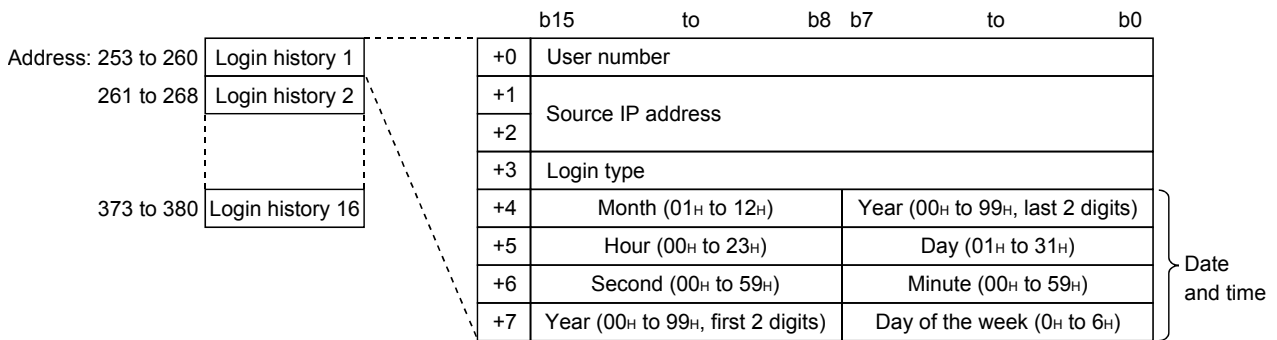 b15 to b8 b7 to b0
Address: 253 to 260 Login history 1 +0 User number
261 to 268 Login history 2 +1
Source IP address
+2
+3 Login type
373 to 380 Login history 16 +4 Month (01H to 12H) Year (00H to 99H, last 2 digits)
+5 Hour (00H to 23H) Day (01H to 31H)
Date
+6 Second (00H to 59H) Minute (00H to 59H)
and time
+7 Year (00H to 99H, first 2 digits) Day of the week (0H to 6H)